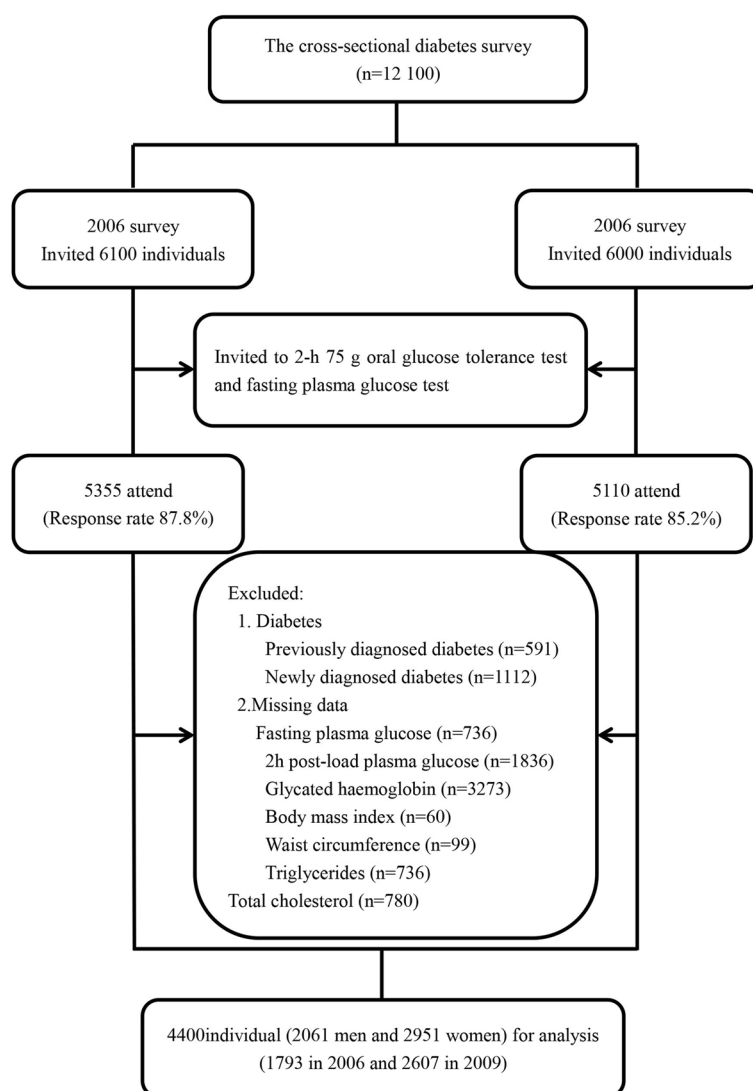 The cross-sectional diabetes survey
(n=12 100)
2006 survey
Invited 6100 individuals
2006 survey
Invited 6000 individuals
Invited to 2-h 75 g oral glucose tolerance test
and fasting plasma glucose test
5355 attend
(Response rate 87.8%)
5110 attend
(Response rate 85.2%)
Excluded:
1. Diabetes
Previously diagnosed diabetes (n=591)
Newly diagnosed diabetes (n=1112)
2.Missing data
Fasting plasma glucose (n=736)
2h post-load plasma glucose (n=1836)
Glycated haemoglobin (n=3273)
Body mass index (n=60)
Waist circumference (n=99)
Triglycerides (n=736)
Total cholesterol (n=780)
4400individual (2061 men and 2951 women) for analysis
(1793 in 2006 and 2607 in 2009)